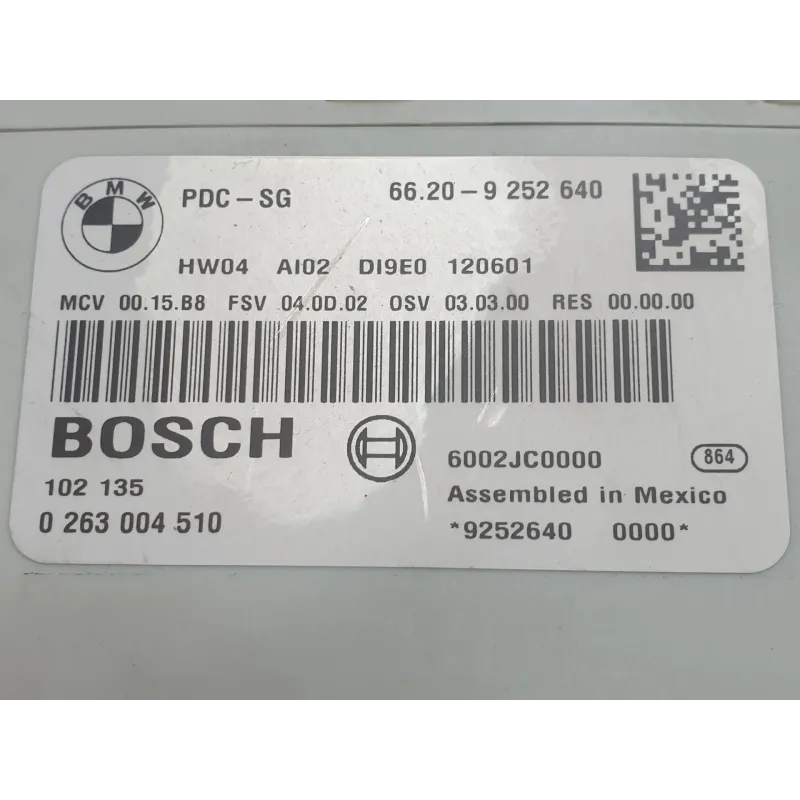 BMW
PDC-SG 66.20-9 252 640
HW04 AI02 DI9E0 120601
MCV 00.15.B8 FSV 04.0D.02 OSV 03.03.00 RES 00.00.00
BOSCH
6002JC0000 864
102 135
Assembled in Mexico
0 263 004 510
*9252640 0000*